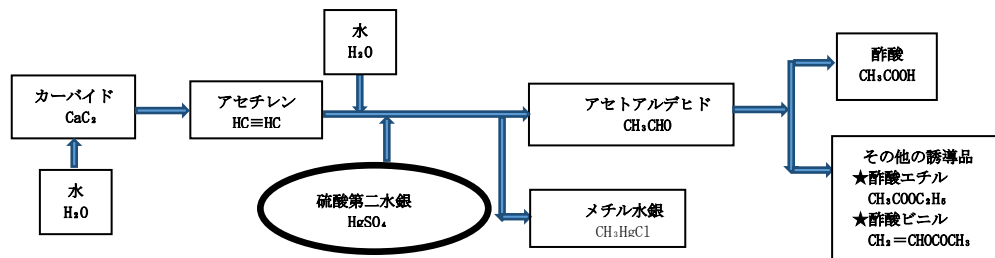 水
H₂O
カーバイド
CaC₂
水
H₂O
アセチレン
HC≡HC
硫酸第二水銀
HgSO₄
アセトアルデヒド
CH₃CHO
メチル水銀
CH₃HgCl
酢酸
CH₃COOH
その他の誘導品
★酢酸エチル
CH₃COOC₂H₅
★酢酸ビニル
CH₂＝CHOCOCH₃